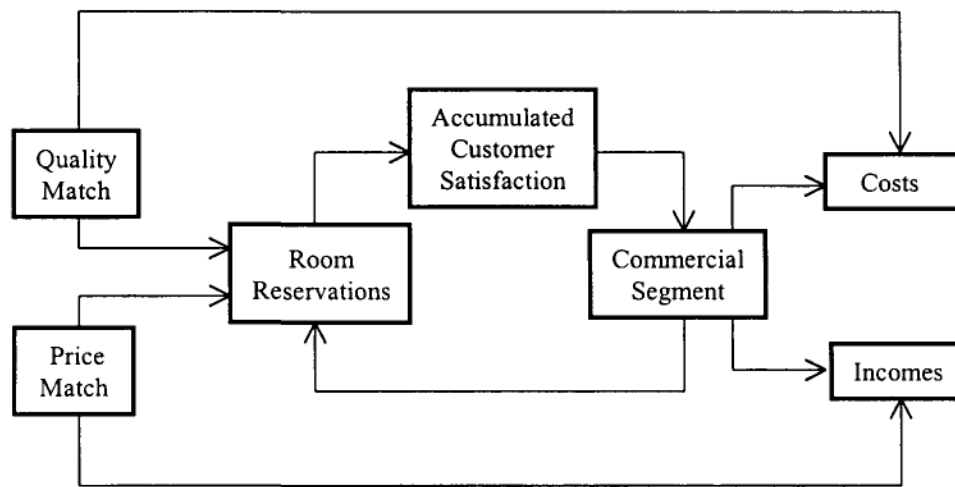 Accumulated
Customer
Satisfaction
Quality
Match
Costs
Room
Reservations
Commercial
Segment
Price
Match
Incomes